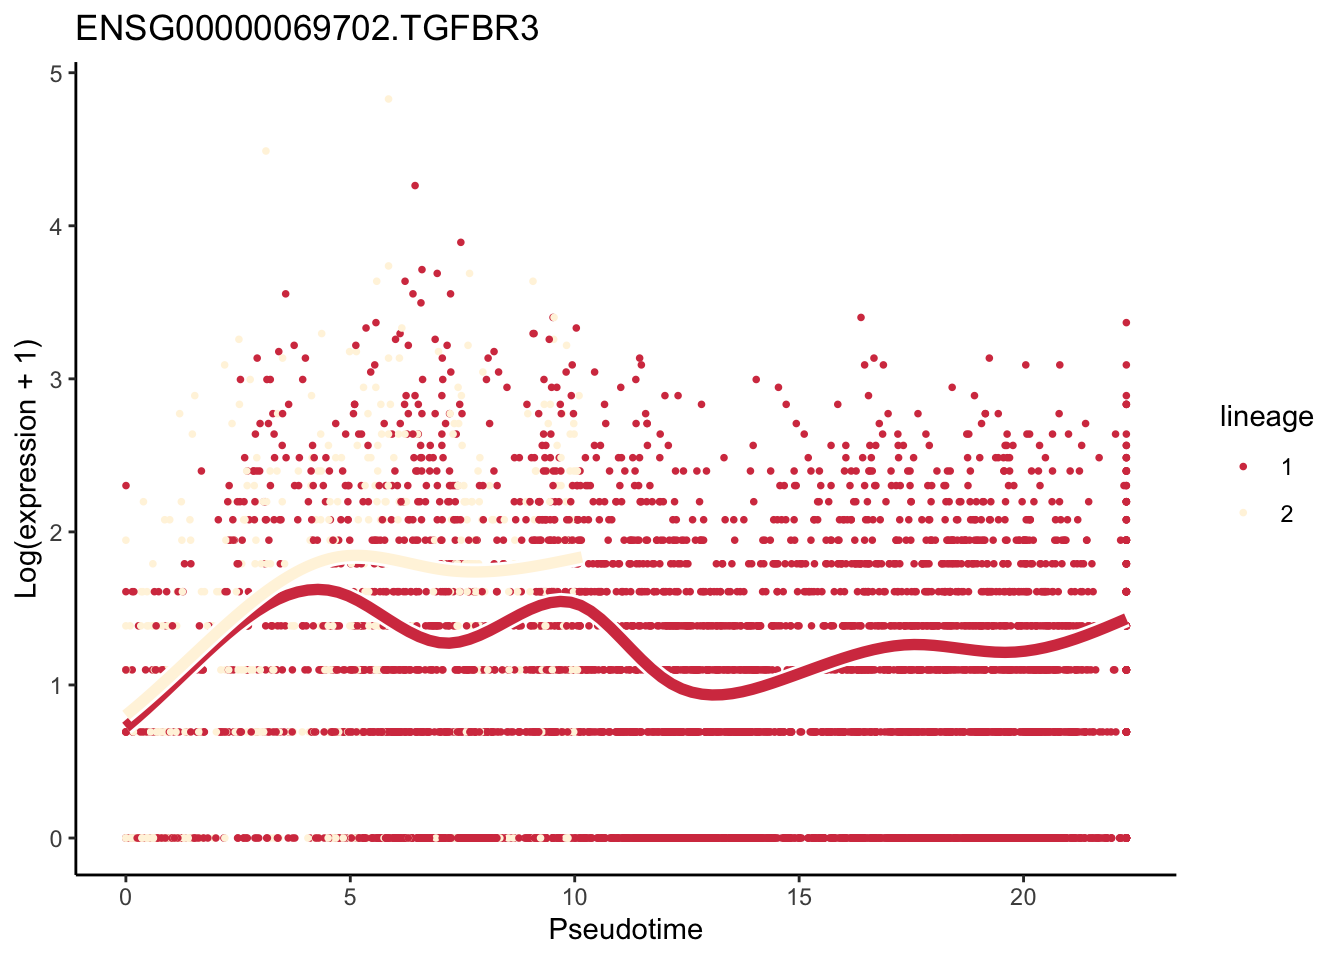 ENSG00000069702.TGFBR3
5
4
3
2
1
0
Log(expression + 1)
0 5 10 15 20
Pseudotime
lineage
1
2